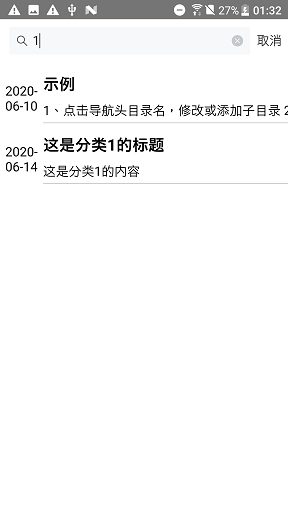 27% 01:32
1 取消
示例
2020-
06-10
1、点击导航头目录名，修改或添加子目录 2
这是分类1的标题
2020-
06-14
这是分类1的内容